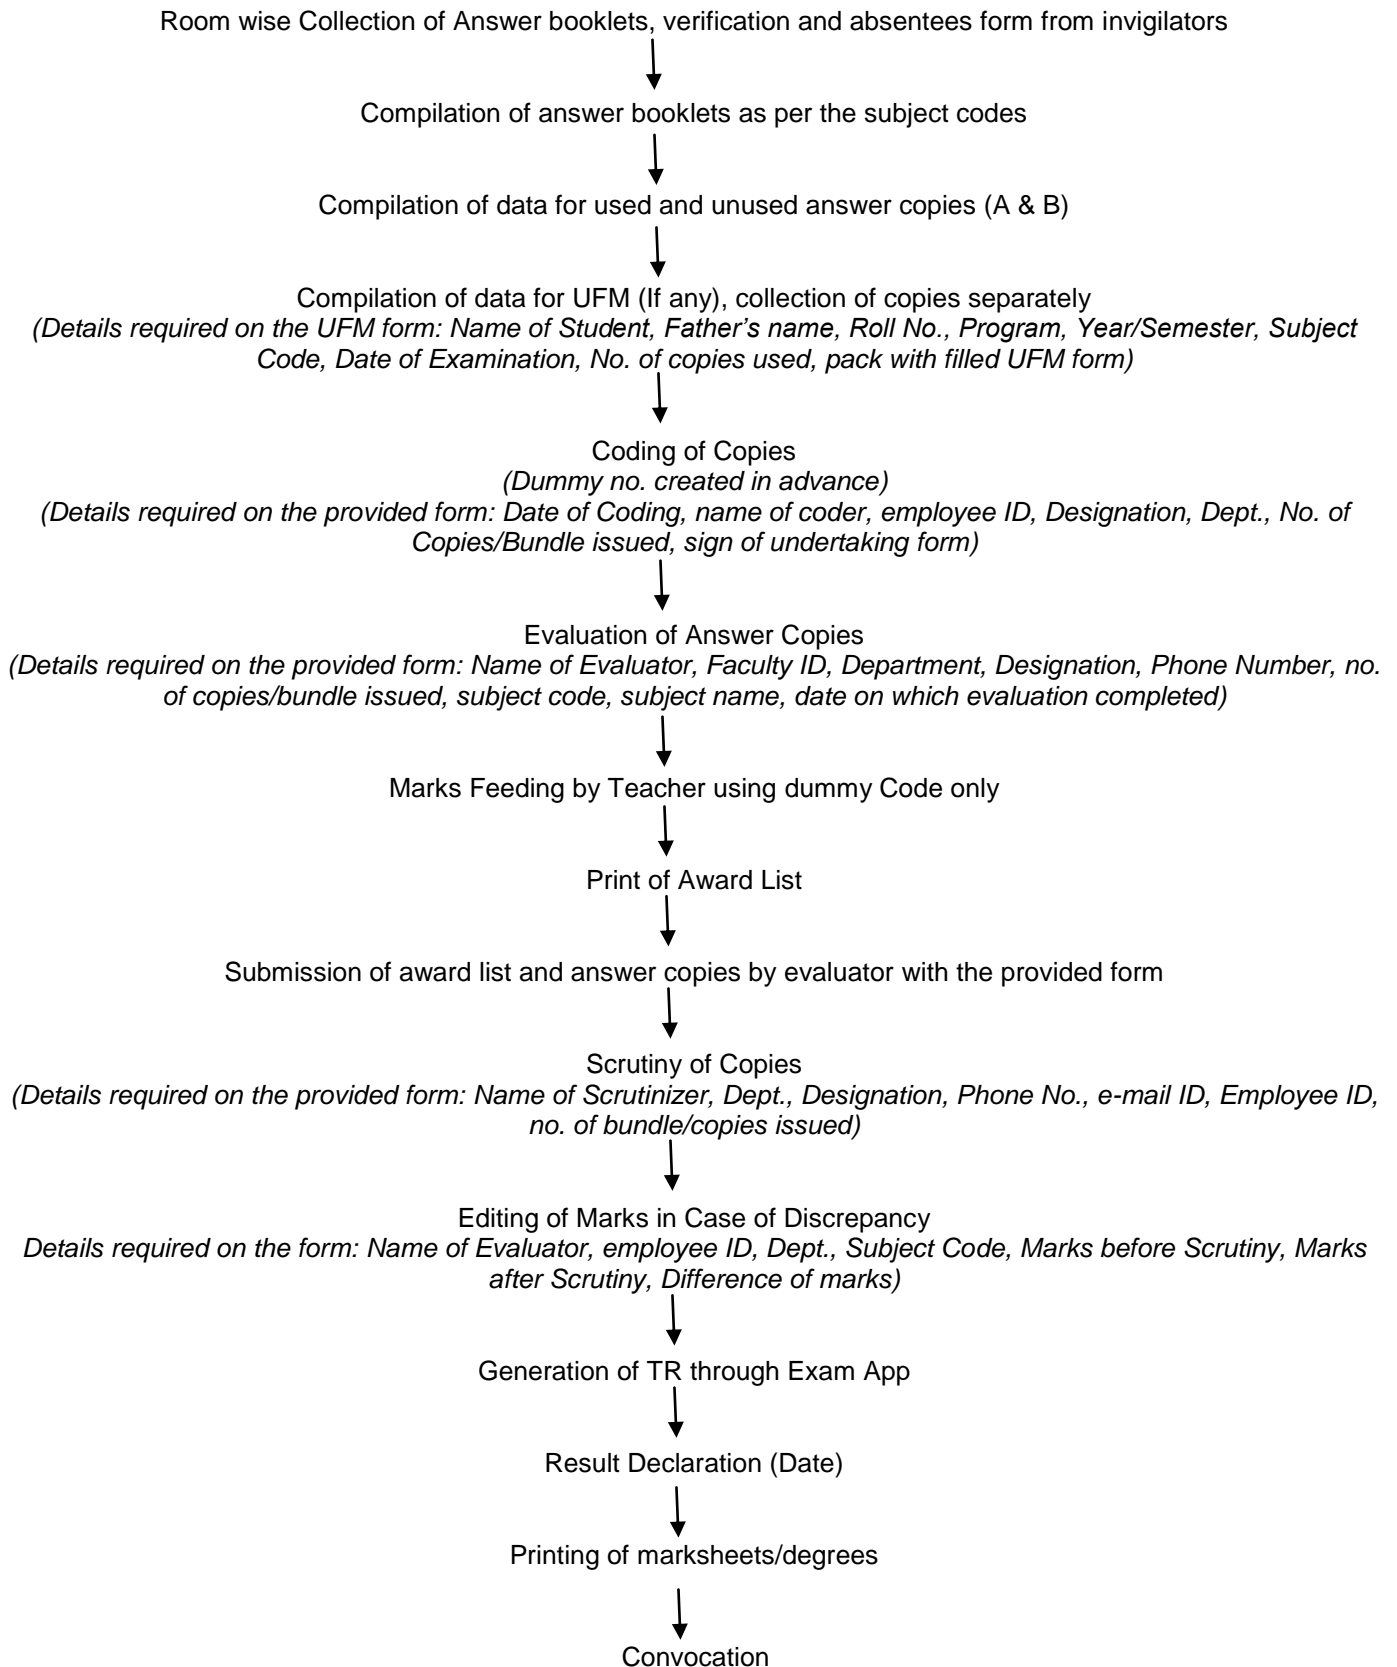 Room wise Collection of Answer booklets, verification and absentees form from invigilators
Compilation of answer booklets as per the subject codes
Compilation of data for used and unused answer copies (A & B)
Compilation of data for UFM (If any), collection of copies separately
(Details required on the UFM form: Name of Student, Father’s name, Roll No., Program, Year/Semester, Subject
Code, Date of Examination, No. of copies used, pack with filled UFM form)
Coding of Copies
(Dummy no. created in advance)
(Details required on the provided form: Date of Coding, name of coder, employee ID, Designation, Dept., No. of
Copies/Bundle issued, sign of undertaking form)
Evaluation of Answer Copies
(Details required on the provided form: Name of Evaluator, Faculty ID, Department, Designation, Phone Number, no.
of copies/bundle issued, subject code, subject name, date on which evaluation completed)
Marks Feeding by Teacher using dummy Code only
Print of Award List
Submission of award list and answer copies by evaluator with the provided form
Scrutiny of Copies
(Details required on the provided form: Name of Scrutinizer, Dept., Designation, Phone No., e-mail ID, Employee ID,
no. of bundle/copies issued)
Editing of Marks in Case of Discrepancy
Details required on the form: Name of Evaluator, employee ID, Dept., Subject Code, Marks before Scrutiny, Marks
after Scrutiny, Difference of marks)
Generation of TR through Exam App
Result Declaration (Date)
Printing of marksheets/degrees
Convocation